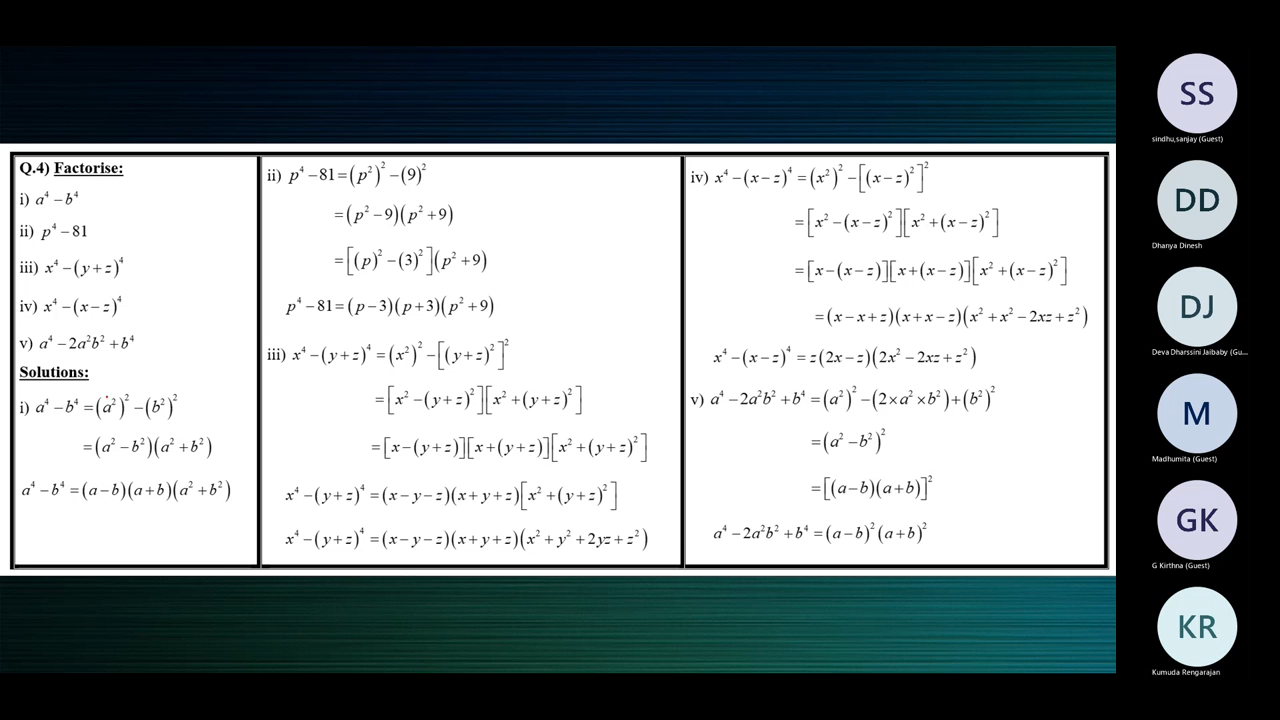 Q.4) Factorise:
i) a⁴ − b⁴
ii) p⁴ − 81
iii) x⁴ − (y + z)⁴
iv) x⁴ − (x − z)⁴
v) a⁴ − 2a²b² + b⁴
Solutions:
i) a⁴ − b⁴ = (a²)² − (b²)²
= (a² − b²)(a² + b²)
a⁴ − b⁴ = (a − b)(a + b)(a² + b²)
ii) p⁴ − 81 = (p²)² − (9)²
= (p² − 9)(p² + 9)
= [(p)² − (3)²](p² + 9)
p⁴ − 81 = (p − 3)(p + 3)(p² + 9)
iii) x⁴ − (y + z)⁴ = (x²)² − [(y + z)²]²
= [x² − (y + z)²][x² + (y + z)²]
= [x − (y + z)][x + (y + z)][x² + (y + z)²]
x⁴ − (y + z)⁴ = (x − y − z)(x + y + z)[x² + (y + z)²]
x⁴ − (y + z)⁴ = (x − y − z)(x + y + z)(x² + y² + 2yz + z²)
iv) x⁴ − (x − z)⁴ = (x²)² − [(x − z)²]²
= [x² − (x − z)²][x² + (x − z)²]
= [x − (x − z)][x + (x − z)][x² + (x − z)²]
= (x − x + z)(x + x − z)(x² + x² − 2xz + z²)
x⁴ − (x − z)⁴ = z(2x − z)(2x² − 2xz + z²)
v) a⁴ − 2a²b² + b⁴ = (a²)² − (2 × a² × b²) + (b²)²
= (a² − b²)²
= [(a − b)(a + b)]²
a⁴ − 2a²b² + b⁴ = (a − b)²(a + b)²
SS
sindhu,sanjay (Guest)
DD
Dhanya Dinesh
DJ
Deva Dharssini Jaibaby (Gu...
M
Madhumita (Guest)
GK
G Kirthna (Guest)
KR
Kumuda Rengarajan